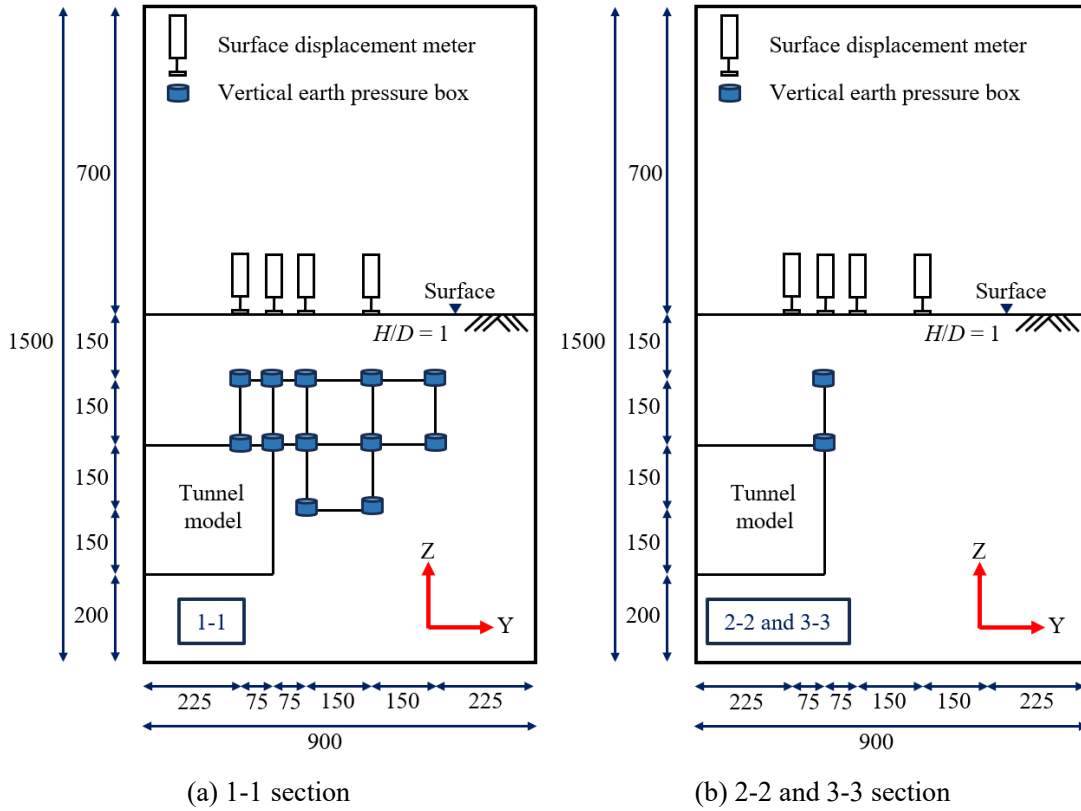 Surface displacement meter
Vertical earth pressure box
700
Surface
H/D = 1
1500
150
150
150
150
200
Tunnel
model
Z
Y
1-1
225
75
75
150
150
225
900
(a) 1-1 section
Surface displacement meter
Vertical earth pressure box
700
Surface
H/D = 1
1500
150
150
150
150
200
Tunnel
model
Z
Y
2-2 and 3-3
225
75
75
150
150
225
900
(b) 2-2 and 3-3 section